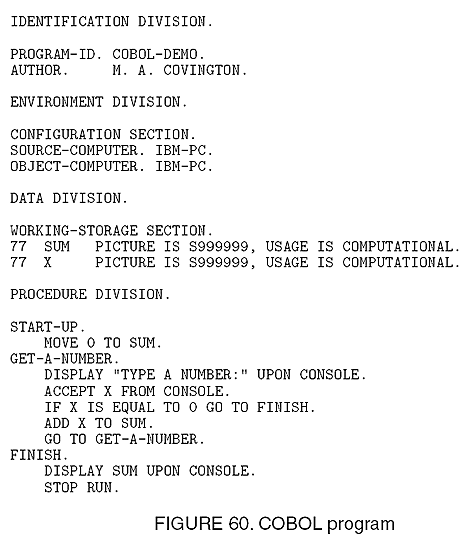 IDENTIFICATION DIVISION.
PROGRAM-ID. COBOL-DEMO.
AUTHOR. M. A. COVINGTON.
ENVIRONMENT DIVISION.
CONFIGURATION SECTION.
SOURCE-COMPUTER. IBM-PC.
OBJECT-COMPUTER. IBM-PC.
DATA DIVISION.
WORKING-STORAGE SECTION.
77 SUM PICTURE IS S999999, USAGE IS COMPUTATIONAL.
77 X PICTURE IS S999999, USAGE IS COMPUTATIONAL.
PROCEDURE DIVISION.
START-UP.
MOVE 0 TO SUM.
GET-A-NUMBER.
DISPLAY "TYPE A NUMBER:" UPON CONSOLE.
ACCEPT X FROM CONSOLE.
IF X IS EQUAL TO 0 GO TO FINISH.
ADD X TO SUM.
GO TO GET-A-NUMBER.
FINISH.
DISPLAY SUM UPON CONSOLE.
STOP RUN.
FIGURE 60. COBOL program